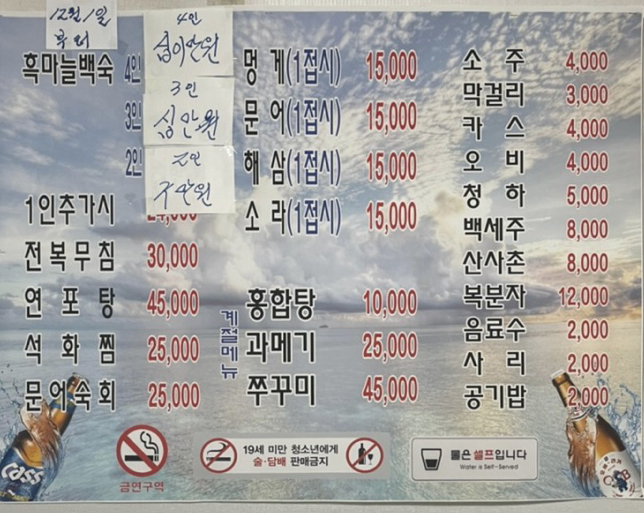 12월 1일
부터
흑마늘백숙 4인
4인
십이만원
3인
3인
십만원
2인
2인
구만원
1인추가시
전복무침 30,000
연포탕 45,000
석화찜 25,000
문어숙회 25,000
멍게(1접시) 15,000
문어(1접시) 15,000
해삼(1접시) 15,000
소라(1접시) 15,000
계절메뉴
홍합탕 10,000
과메기 25,000
쭈꾸미 45,000
소주 4,000
막걸리 3,000
카스 4,000
오비 4,000
청하 5,000
백세주 8,000
산사춘 8,000
복분자 12,000
음료수 2,000
사리 2,000
공기밥 2,000
금연구역
19세 미만 청소년에게
술·담배 판매금지
물은 셀프입니다
Water is Self-Served
Cass